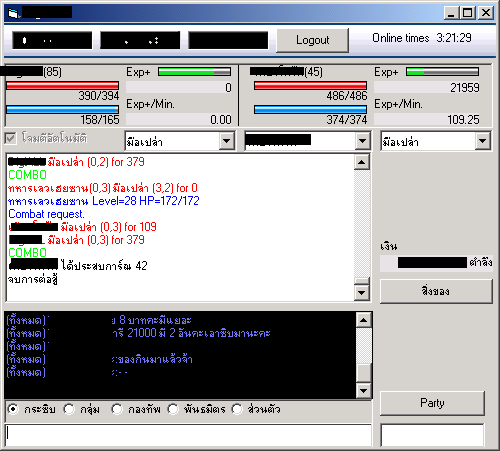 Logout
Online times 3:21:29
(85)
Exp+
(45)
Exp+
390/394
0
486/486
21959
Exp+/Min.
Exp+/Min.
158/165
0.00
374/374
109.25
โจมตีอัตโนมัติ
มือเปล่า
มือเปล่า
มือเปล่า (0,2) for 379
COMBO
ทหารเลวเฮยซาน(0,3) มือเปล่า (3,2) for 0
ทหารเลวเฮยซาน Level=28 HP=172/172
Combat request.
มือเปล่า (0,3) for 109
มือเปล่า (0,3) for 379
COMBO
ได้ประสบการ์ณ 42
จบการต่อสู้
เงิน
ตำลึง
สิ่งของ
(ทั้งหมด)
8 บาทคะมีแยอะ
(ทั้งหมด)
21000 มี 2 อันคะเอาซิบมานะคะ
(ทั้งหมด)
(ทั้งหมด)
:ของกินมาแล้วจ้า
(ทั้งหมด)
:- -
กระซิบ
กลุ่ม
กองทัพ
พันธมิตร
ส่วนตัว
Party